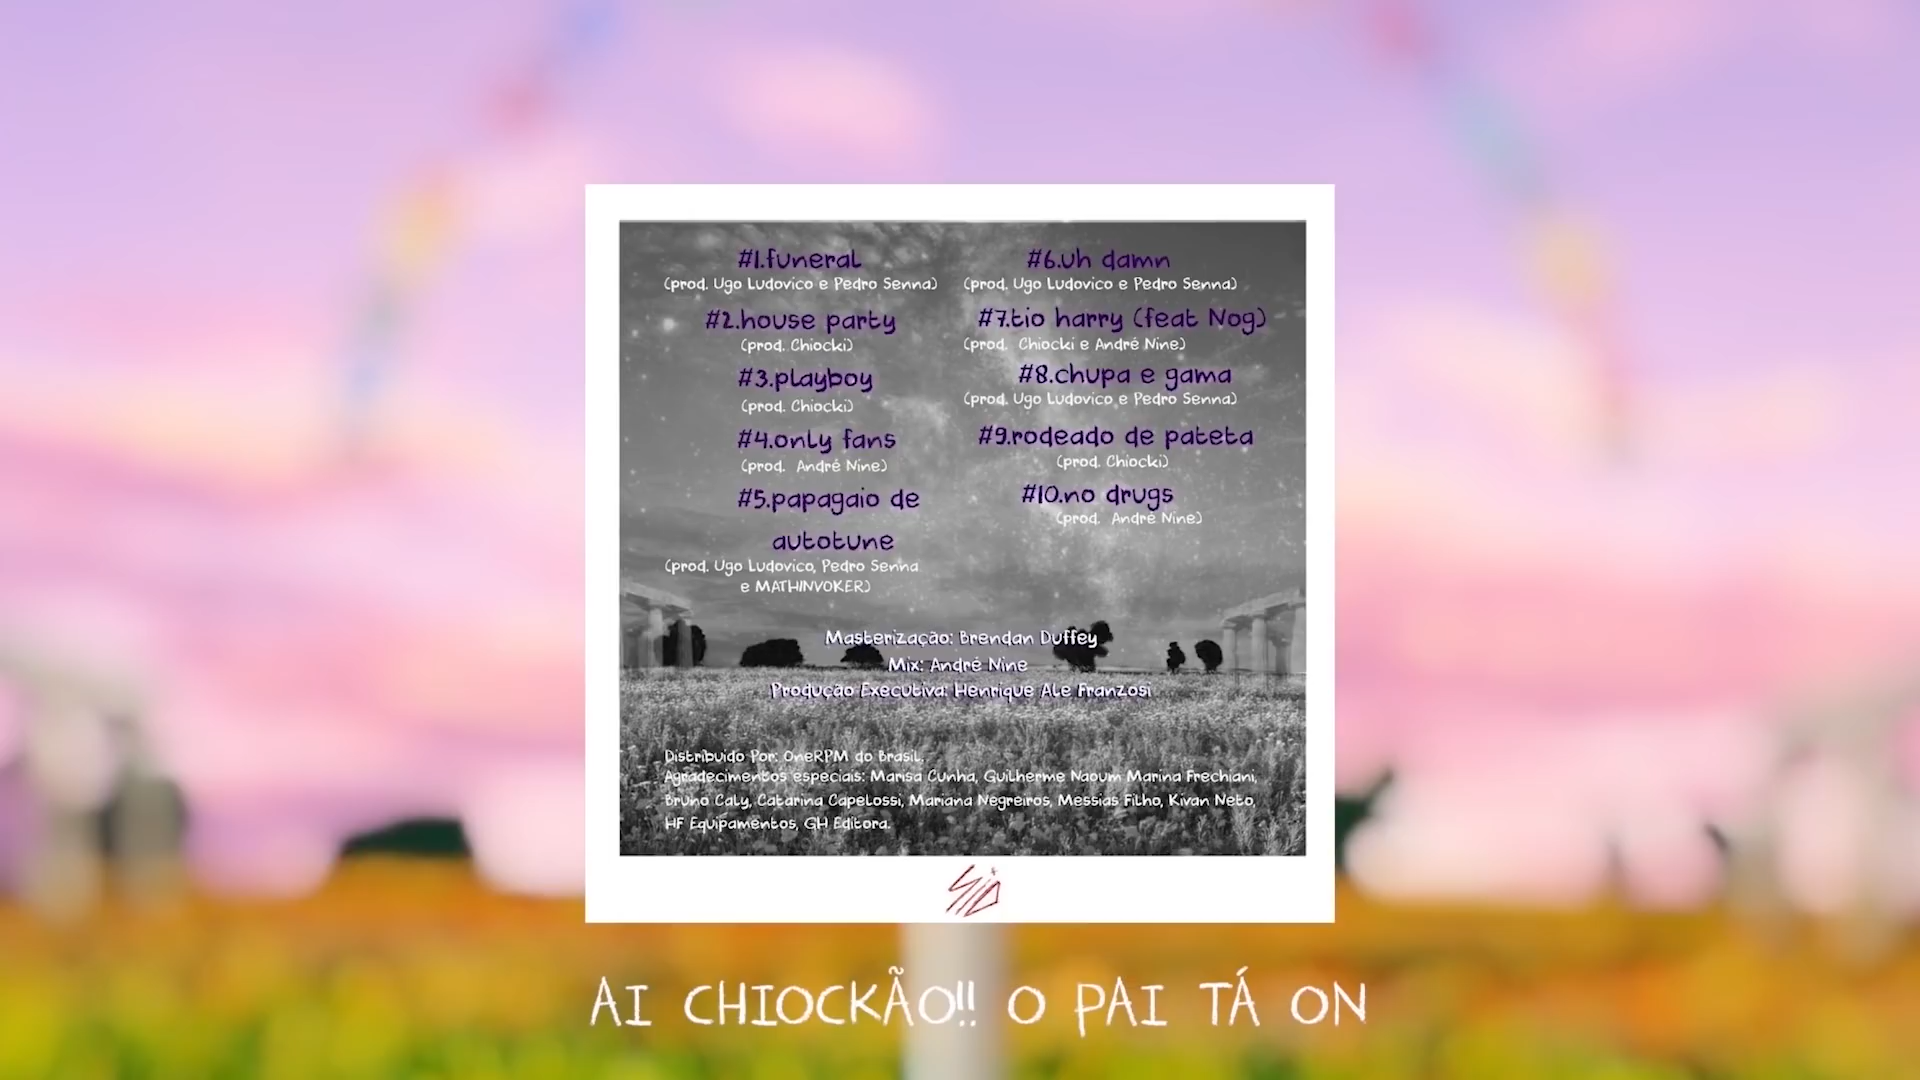 #1.funeral
(prod. Ugo Ludovico e Pedro Senna)
#2.house party
(prod. Chiocki)
#3.playboy
(prod. Chiocki)
#4.only fans
(prod. André Nine)
#5.papagaio de
autotune
(prod. Ugo Ludovico, Pedro Senna
e MATHINVOKER)
#6.uh damn
(prod. Ugo Ludovico e Pedro Senna)
#7.tio harry (feat Nog)
(prod. Chiocki e André Nine)
#8.chupa e gama
(prod. Ugo Ludovico e Pedro Senna)
#9.rodeado de pateta
(prod. Chiocki)
#10.no drugs
(prod. André Nine)
Masterização: Brendan Duffey
Mix: André Nine
Produção Executiva: Henrique Ale Franzosi
Distribuido Por: OneRPM do Brasil.
Agradecimentos especiais: Marisa Cunha, Guilherme Naoum Marina Frechiani,
Bruno Caly, Catarina Capelossi, Mariana Negreiros, Messias Filho, Kivan Neto,
HF Equipamentos, GH Editora.
SID
AI CHIOCKÃO!! O PAI TÁ ON